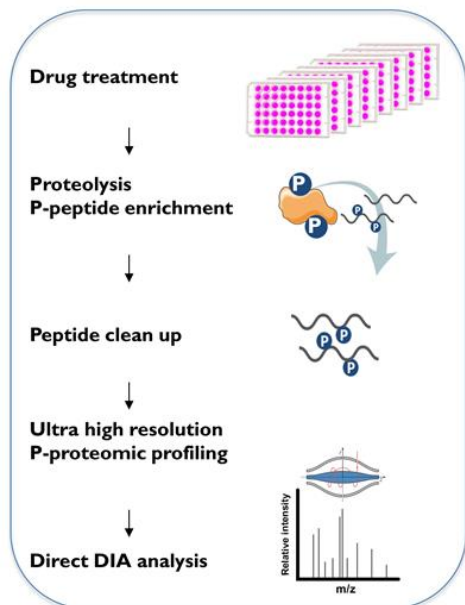 Drug treatment
Proteolysis
P-peptide enrichment
P
P
P
P
Peptide clean up
P
P
P
Ultra high resolution
P-proteomic profiling
Direct DIA analysis
Relative intensity
m/z